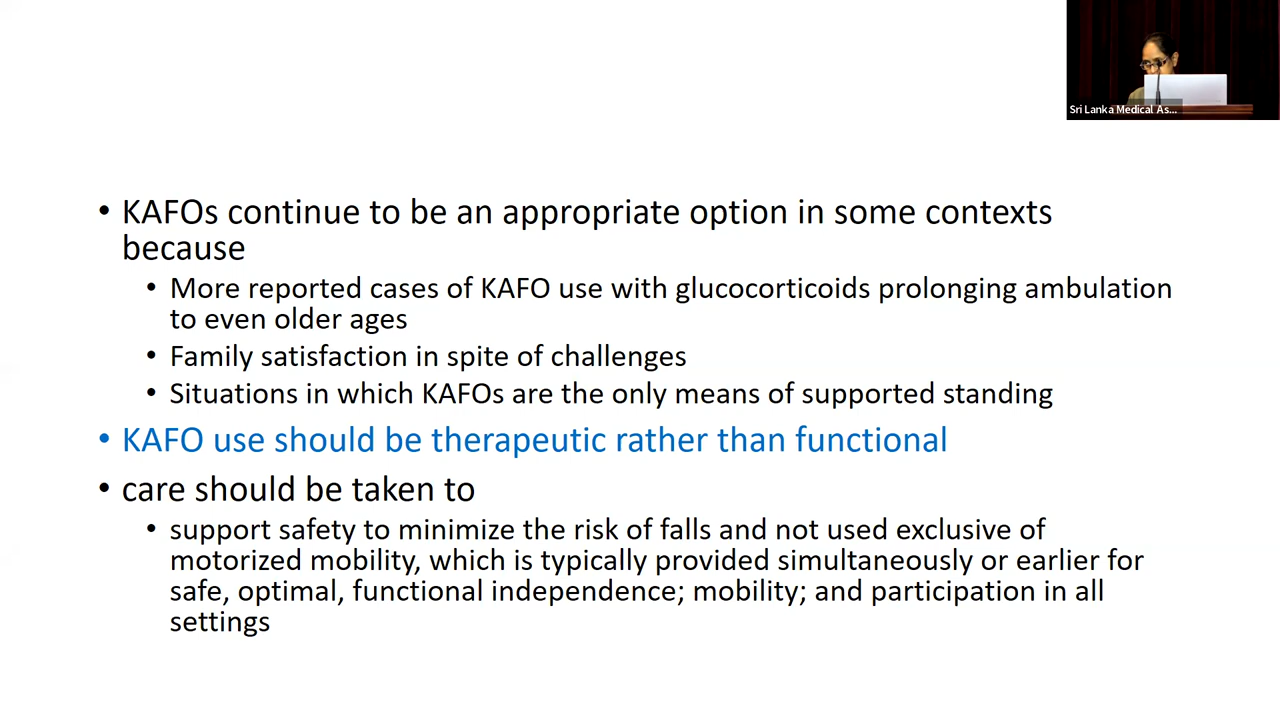 Sri Lanka Medical As...
• KAFOs continue to be an appropriate option in some contexts
because
• More reported cases of KAFO use with glucocorticoids prolonging ambulation
to even older ages
• Family satisfaction in spite of challenges
• Situations in which KAFOs are the only means of supported standing
• KAFO use should be therapeutic rather than functional
• care should be taken to
• support safety to minimize the risk of falls and not used exclusive of
motorized mobility, which is typically provided simultaneously or earlier for
safe, optimal, functional independence; mobility; and participation in all
settings